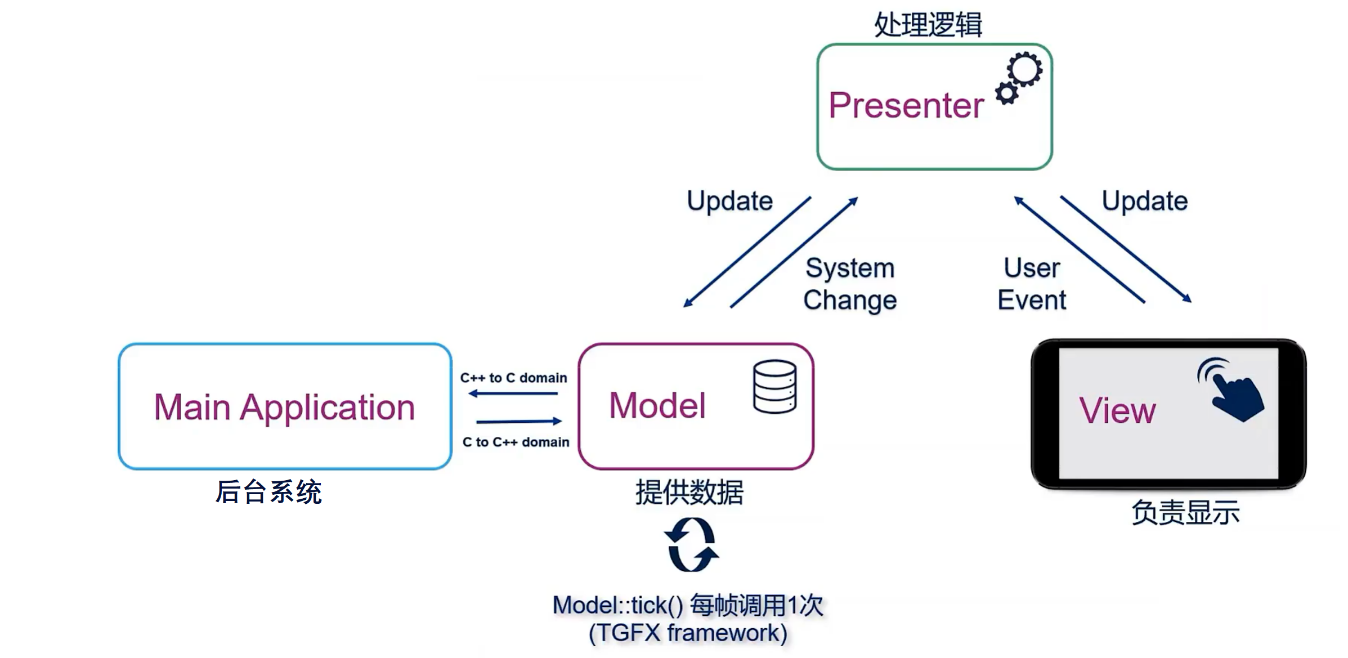 处理逻辑
Presenter
Update
Update
System
Change
User
Event
Main Application
C++ to C domain
C to C++ domain
Model
View
后台系统
提供数据
负责显示
Model::tick() 每帧调用1次
(TGFX framework)